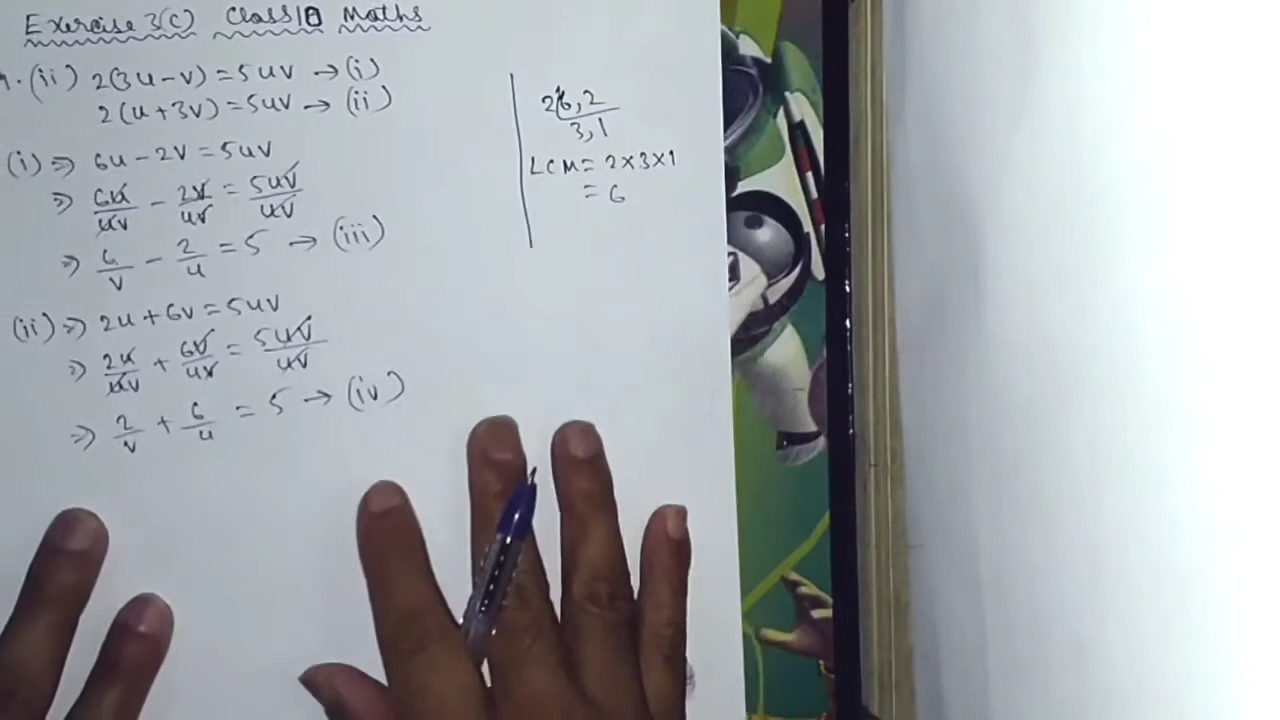 Exercise 3(C) Class 10 Maths
(ii) 2(3u-v)=5uv →(i)
2(u+3v)=5uv →(ii)
(i) ⇒ 6u-2v=5uv
⇒ 6u/uv - 2v/uv = 5uv/uv
⇒ 6/v - 2/u = 5 → (iii)
(ii) ⇒ 2u+6v=5uv
⇒ 2u/uv + 6v/uv = 5uv/uv
⇒ 2/v + 6/u = 5 → (iv)
2 6, 2
3, 1
LCM = 2×3×1
= 6